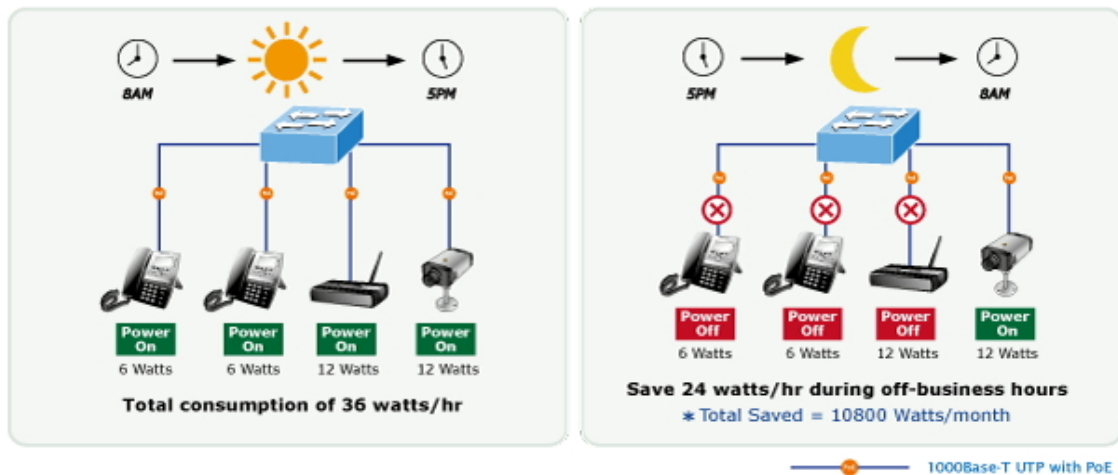 8AM
5PM
Power On
6 Watts
Power On
6 Watts
Power On
12 Watts
Power On
12 Watts
Total consumption of 36 watts/hr
5PM
8AM
Power Off
6 Watts
Power Off
6 Watts
Power Off
12 Watts
Power On
12 Watts
Save 24 watts/hr during off-business hours
* Total Saved = 10800 Watts/month
PoE
1000Base-T UTP with PoE